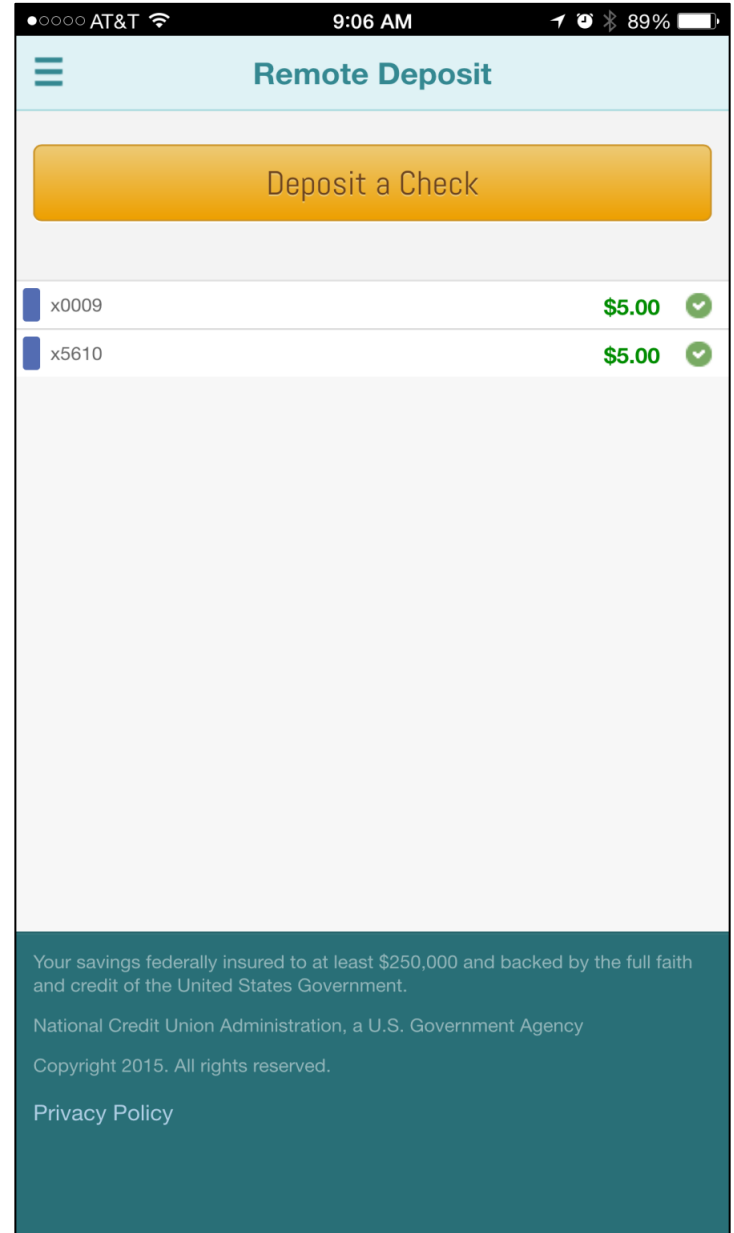 AT&T 9:06 AM 89%
Remote Deposit
Deposit a Check
x0009 $5.00
x5610 $5.00
Your savings federally insured to at least $250,000 and backed by the full faith
and credit of the United States Government.
National Credit Union Administration, a U.S. Government Agency
Copyright 2015. All rights reserved.
Privacy Policy